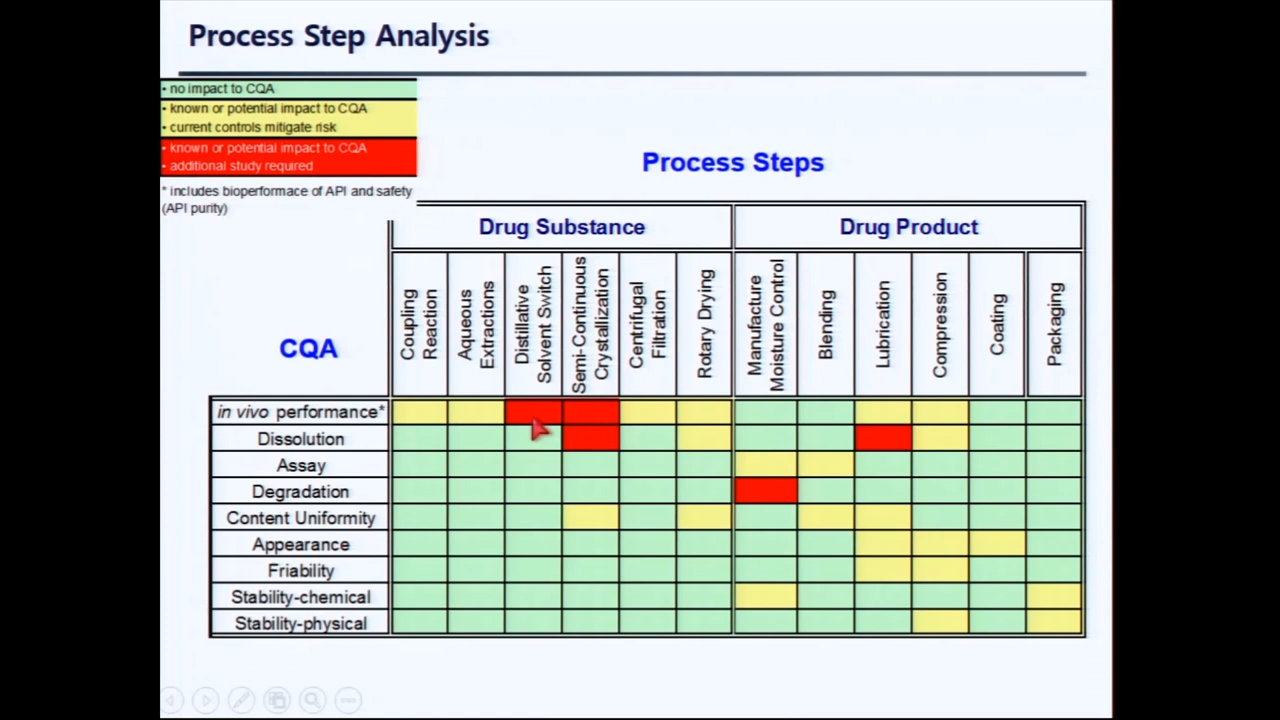 Process Step Analysis
• no impact to CQA
• known or potential impact to CQA
• current controls mitigate risk
• known or potential impact to CQA
• additional study required
* includes bioperformace of API and safety
(API purity)
Process Steps
Drug Substance
Drug Product
CQA
Coupling
Reaction
Aqueous
Extractions
Distillative
Solvent Switch
Semi-Continuous
Crystallization
Centrifugal
Filtration
Rotary Drying
Manufacture
Moisture Control
Blending
Lubrication
Compression
Coating
Packaging
in vivo performance*
Dissolution
Assay
Degradation
Content Uniformity
Appearance
Friability
Stability-chemical
Stability-physical